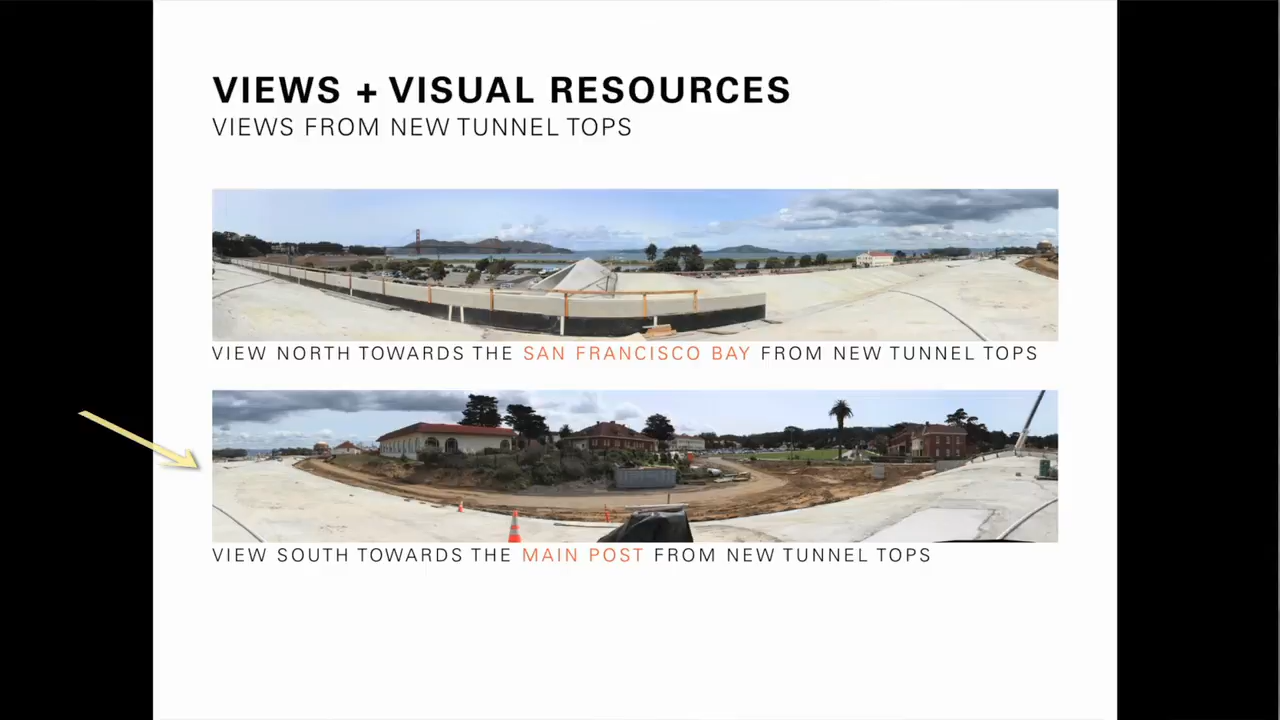 VIEWS + VISUAL RESOURCES
VIEWS FROM NEW TUNNEL TOPS
VIEW NORTH TOWARDS THE SAN FRANCISCO BAY FROM NEW TUNNEL TOPS
VIEW SOUTH TOWARDS THE MAIN POST FROM NEW TUNNEL TOPS